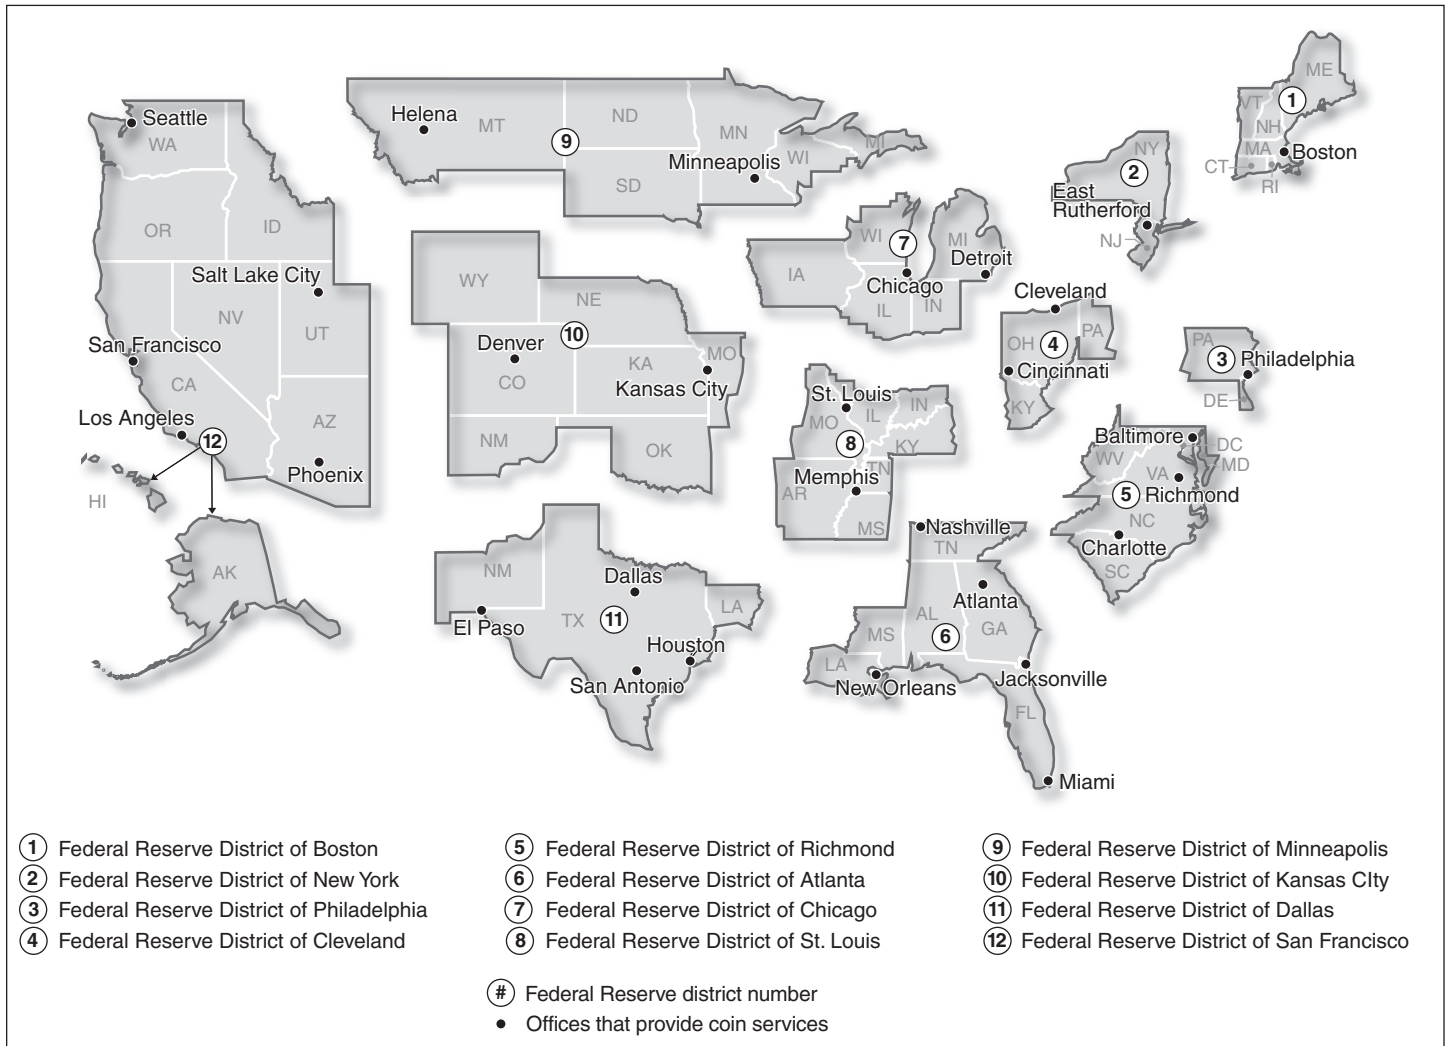 ME
VT
1
NH
MA
Boston
CT
RI
Seattle
WA
OR
ID
Salt Lake City
NV
UT
San Francisco
CA
Los Angeles
12
AZ
Phoenix
HI
AK
Helena
MT
ND
9
MN
Minneapolis
SD
WI
MI
NY
2
East
Rutherford
NJ
WI
7
MI
Detroit
IA
Chicago
IL
IN
WY
NE
10
Denver
CO
KA
MO
Kansas City
NM
OK
Cleveland
OH
4
PA
Cincinnati
KY
PA
3
Philadelphia
DE
St. Louis
IN
MO
IL
8
KY
Memphis
TN
AR
MS
Baltimore
DC
WV
MD
VA
5
Richmond
NC
Charlotte
SC
NM
Dallas
TX
11
LA
El Paso
Houston
San Antonio
Nashville
TN
Atlanta
AL
GA
6
MS
LA
New Orleans
Jacksonville
FL
Miami
1 Federal Reserve District of Boston
2 Federal Reserve District of New York
3 Federal Reserve District of Philadelphia
4 Federal Reserve District of Cleveland
5 Federal Reserve District of Richmond
6 Federal Reserve District of Atlanta
7 Federal Reserve District of Chicago
8 Federal Reserve District of St. Louis
9 Federal Reserve District of Minneapolis
10 Federal Reserve District of Kansas CIty
11 Federal Reserve District of Dallas
12 Federal Reserve District of San Francisco
# Federal Reserve district number
Offices that provide coin services